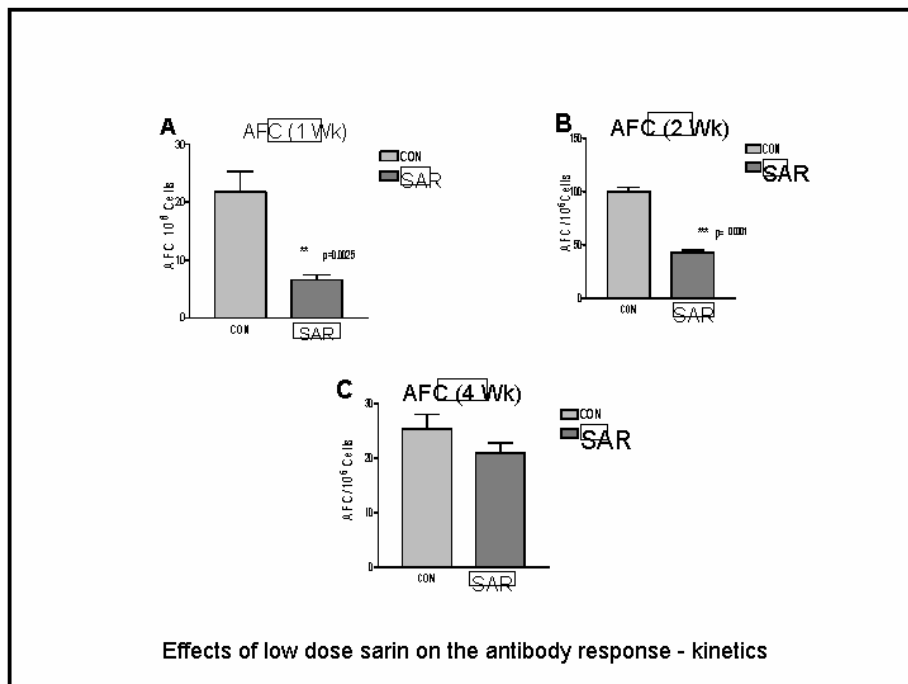 A
AFC (1 Wk)
30
20
10
0
AFC 10⁶ Cells
CON
SAR
** p=0.0025
CON
SAR
B
AFC (2 Wk)
150
100
50
0
AFC/10⁶Cells
CON
SAR
*** p= .00001
CON
SAR
C
AFC (4 Wk)
30
20
10
0
AFC/10⁶ Cells
CON
SAR
CON
SAR
Effects of low dose sarin on the antibody response - kinetics